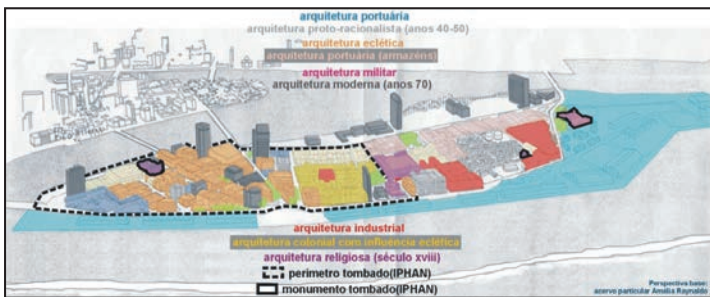 arquitetura portuária
arquitetura proto-racionalista (anos 40-50)
arquitetura eclética
arquitetura portuária (armazéns)
arquitetura militar
arquitetura moderna (anos 70)
arquitetura industrial
arquitetura colonial com influência eclética
arquitetura religiosa (século xviii)
perímetro tombado(IPHAN)
monumento tombado(IPHAN)
Perspectiva base:
acervo particular Amélia Reynaldo